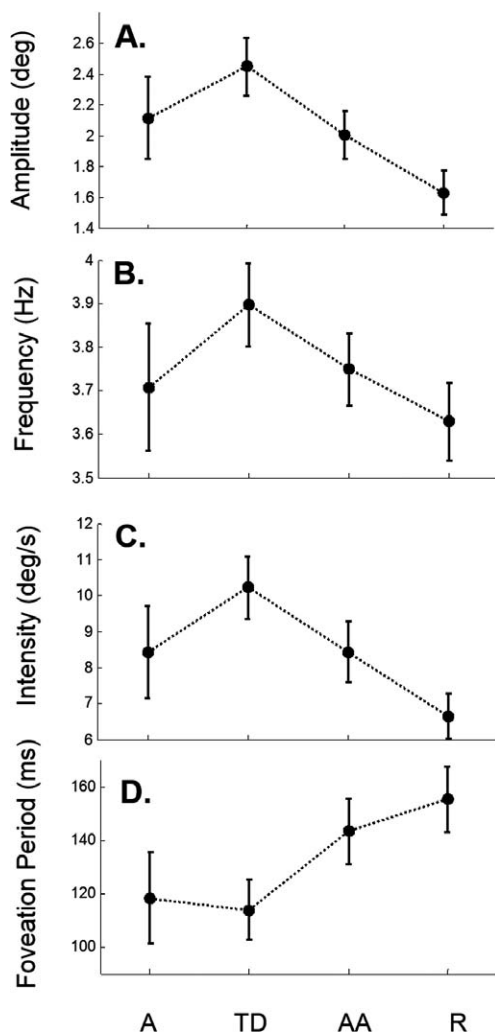 A.
Amplitude (deg)
2.6
2.4
2.2
2
1.8
1.6
1.4
B.
Frequency (Hz)
4
3.9
3.8
3.7
3.6
3.5
C.
Intensity (deg/s)
12
11
10
9
8
7
6
D.
Foveation Period (ms)
160
140
120
100
A TD AA R